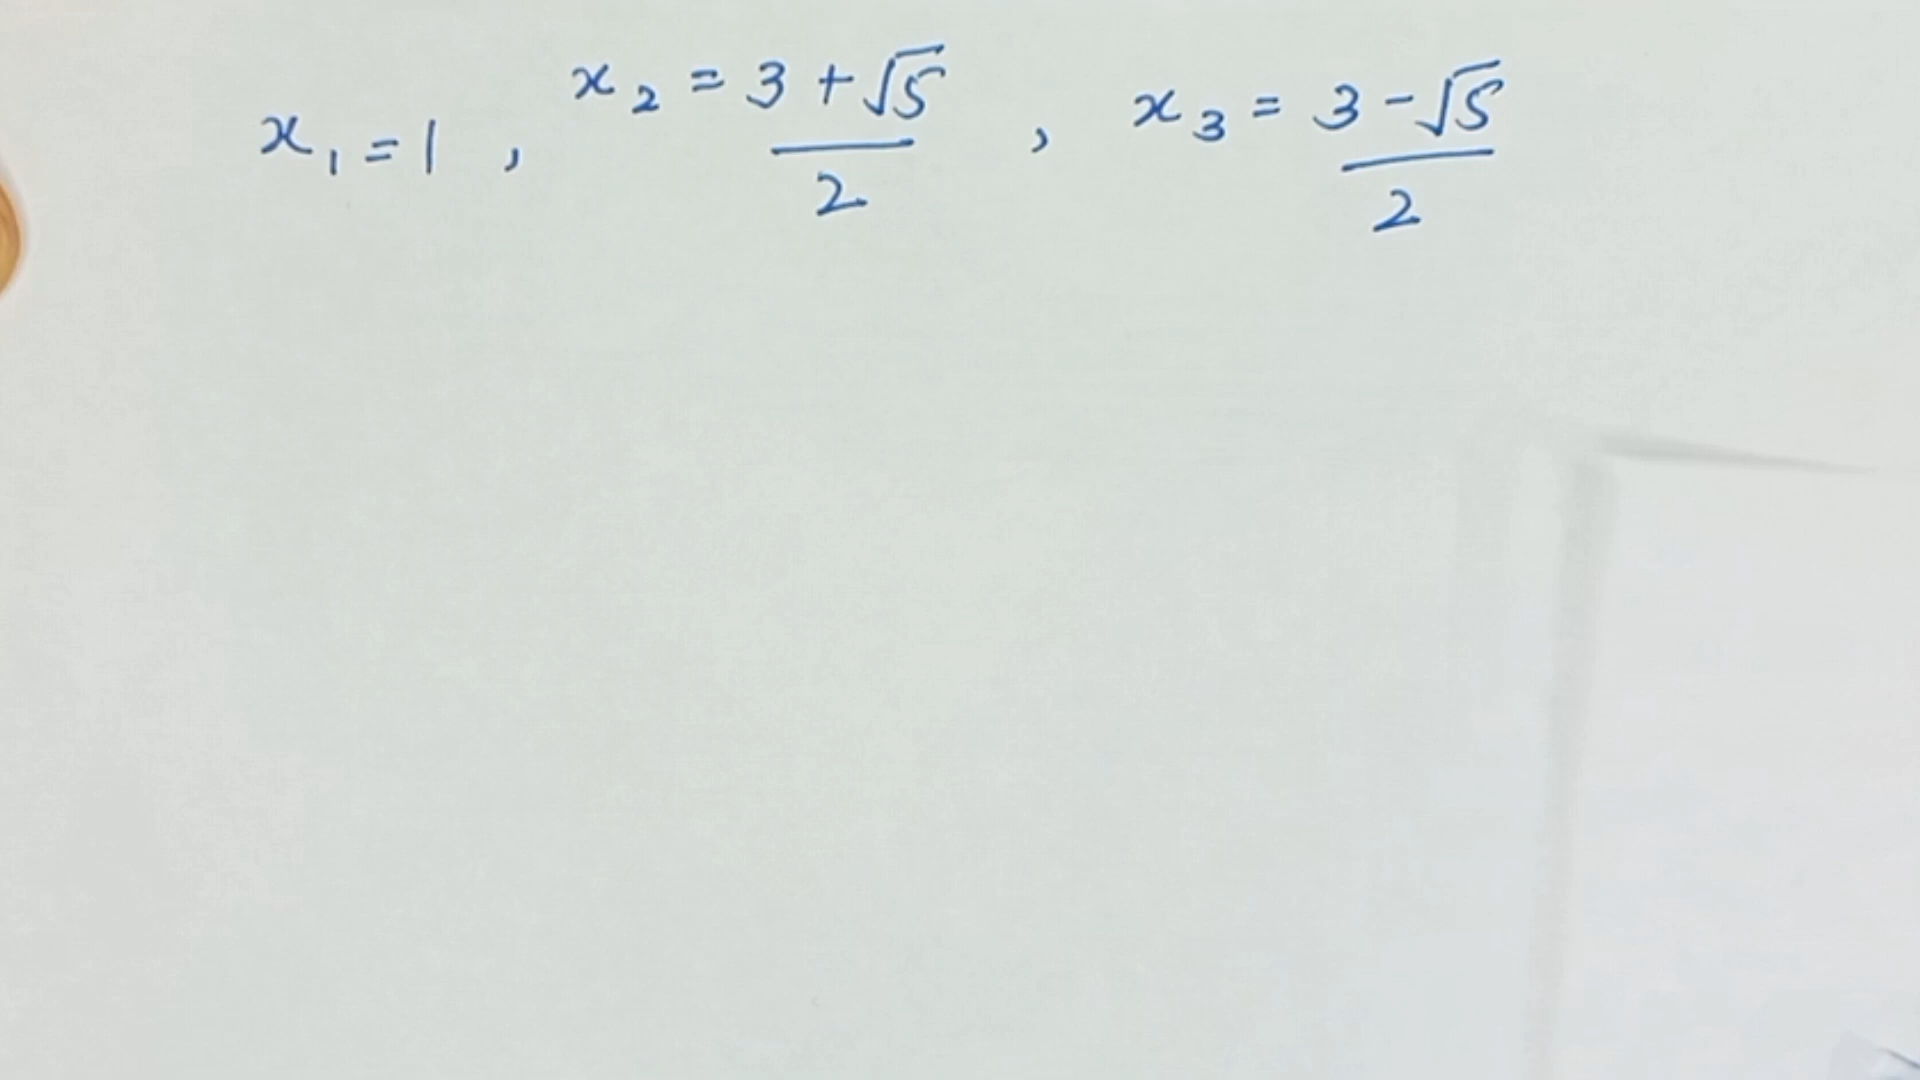 x₁ = 1 , x₂ = 3 + √5 / 2 , x₃ = 3 - √5 / 2